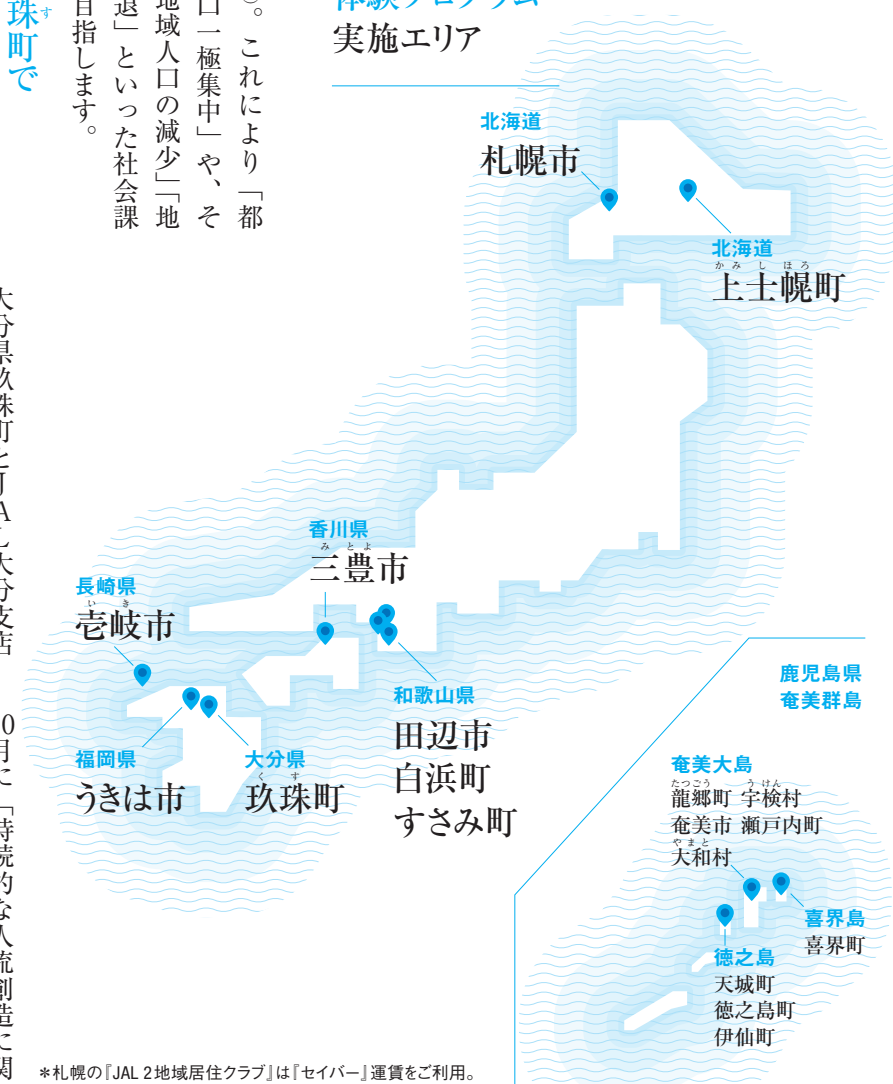 体験プログラム
実施エリア
）。これにより「都
口一極集中」や、そ
地域人口の減少」「地
退」といった社会課
目指します。
珠す町で
大分県玖珠町とJAL大分支店
0月に「持続的な人流創造に関
北海道
札幌市
北海道
かみしほろ
上士幌町
香川県
みとよ
三豊市
長崎県
いき
壱岐市
福岡県
うきは市
大分県
くす
玖珠町
和歌山県
田辺市
白浜町
すさみ町
鹿児島県
奄美群島
奄美大島
たつごう うけん
龍郷町 宇検村
奄美市 瀬戸内町
やまと
大和村
喜界島
喜界町
徳之島
天城町
徳之島町
伊仙町
＊札幌の『JAL 2地域居住クラブ』は『セイバー』運賃をご利用。